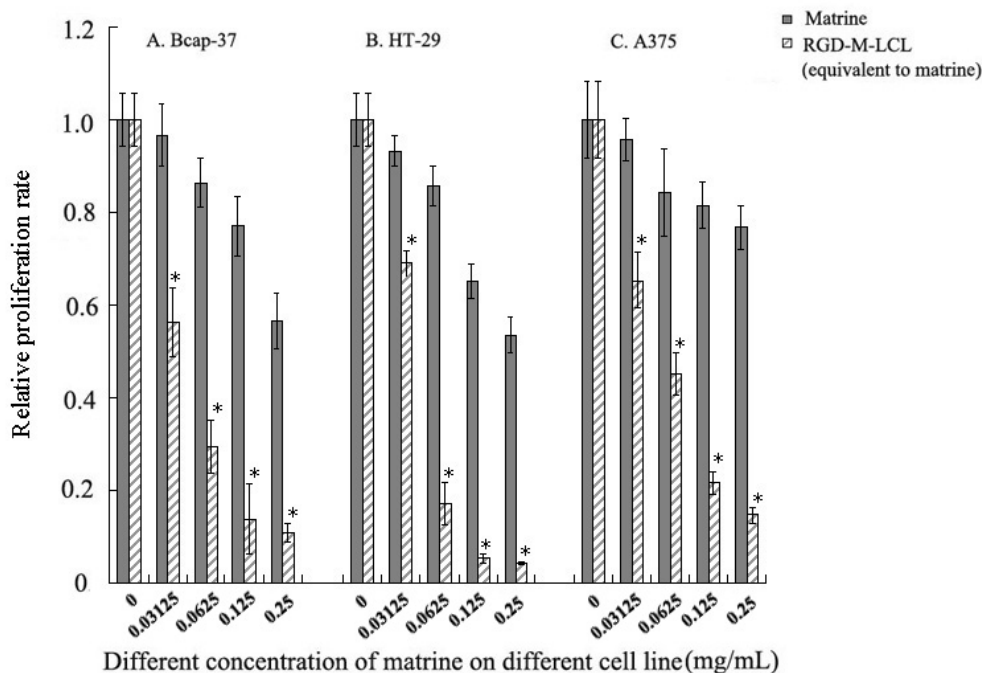 1.2
A. Bcap-37
B. HT-29
C. A375
Matrine
RGD-M-LCL
(equivalent to matrine)
1.0
0.8
0.6
0.4
0.2
0
Relative proliferation rate
*
*
*
*
*
*
*
*
*
*
*
*
0 0.03125 0.0625 0.125 0.25
0 0.03125 0.0625 0.125 0.25
0 0.03125 0.0625 0.125 0.25
Different concentration of matrine on different cell line(mg/mL)